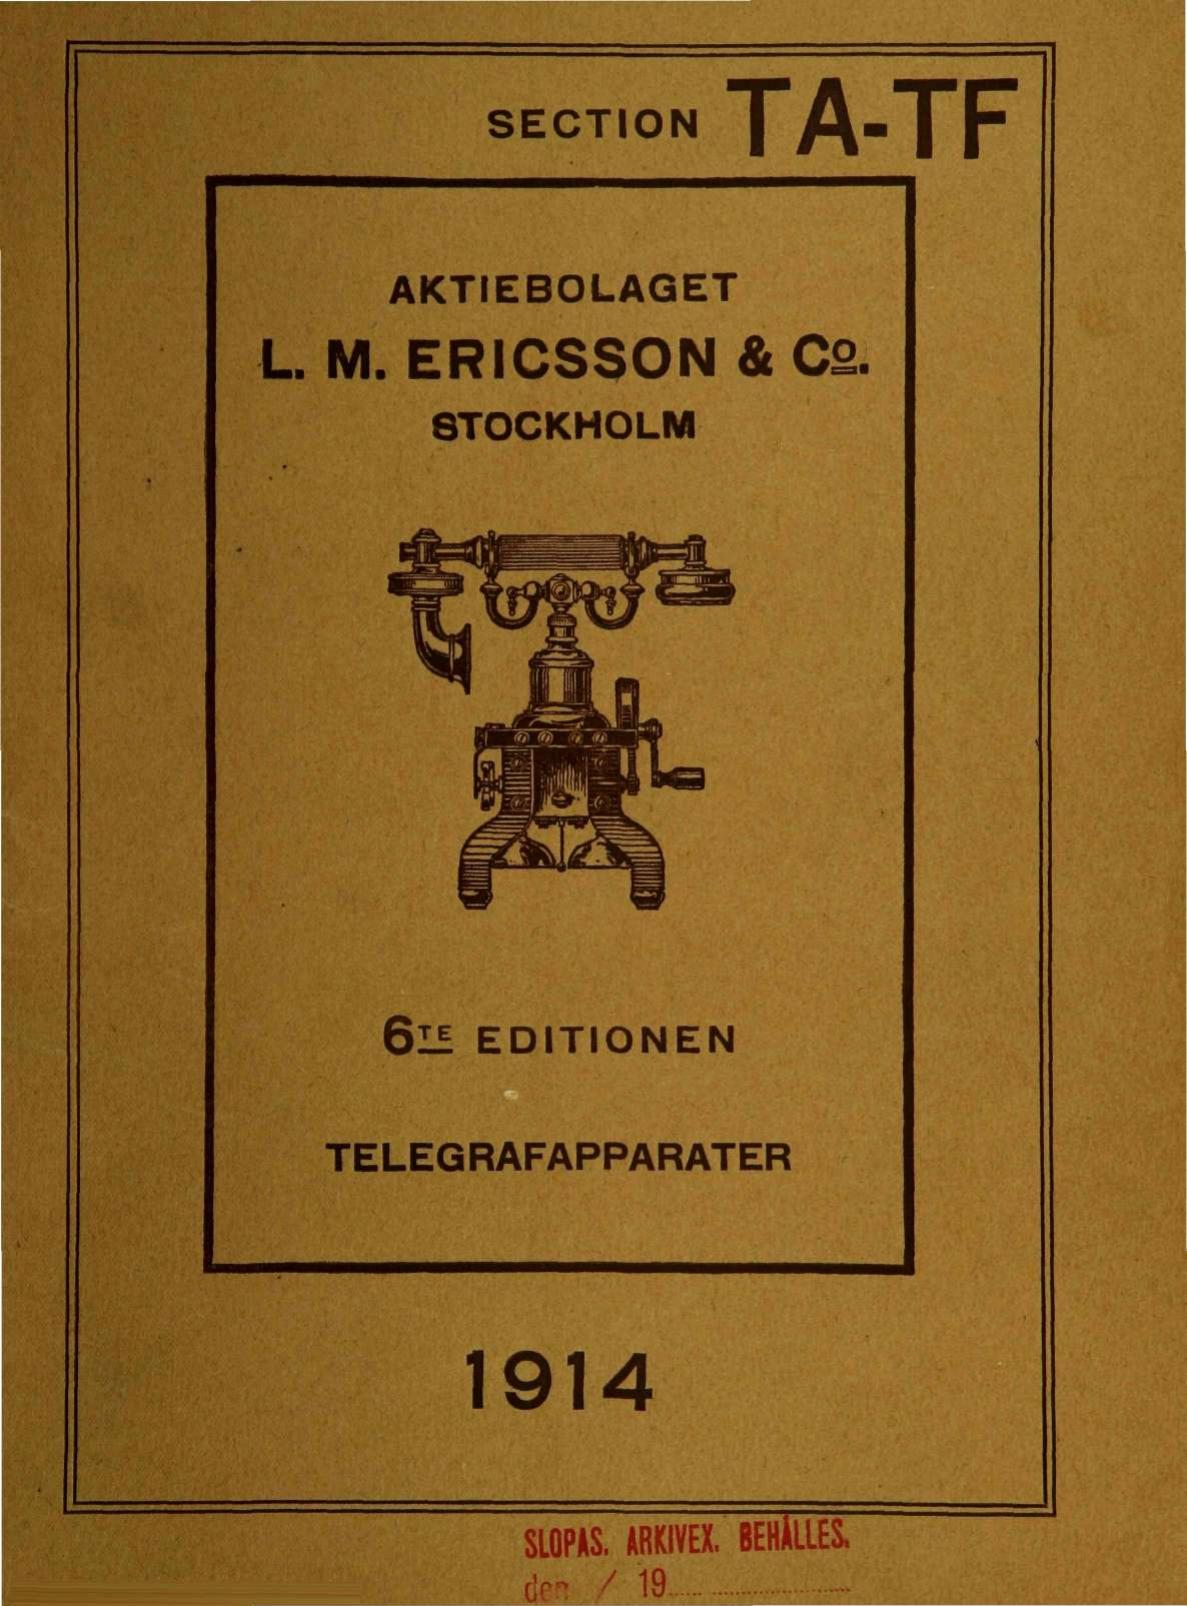 SECTION TA-TF
AKTIEBOLAGET
L. M. ERICSSON & Co.
STOCKHOLM
6TE EDITIONEN
TELEGRAFAPPARATER
1914
SLOPAS. ARKIVEX. BEHÅLLES.
den / 19